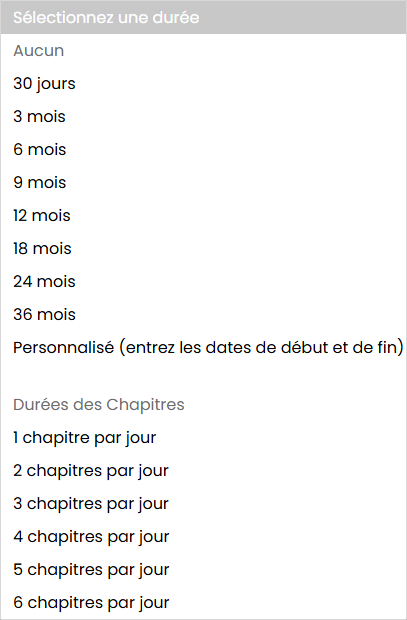 Sélectionnez une durée
Aucun
30 jours
3 mois
6 mois
9 mois
12 mois
18 mois
24 mois
36 mois
Personnalisé (entrez les dates de début et de fin)
Durées des Chapitres
1 chapitre par jour
2 chapitres par jour
3 chapitres par jour
4 chapitres par jour
5 chapitres par jour
6 chapitres par jour